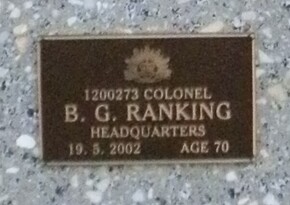 1200273 COLONEL
B. G. RANKING
HEADQUARTERS
19. 5. 2002 AGE 70